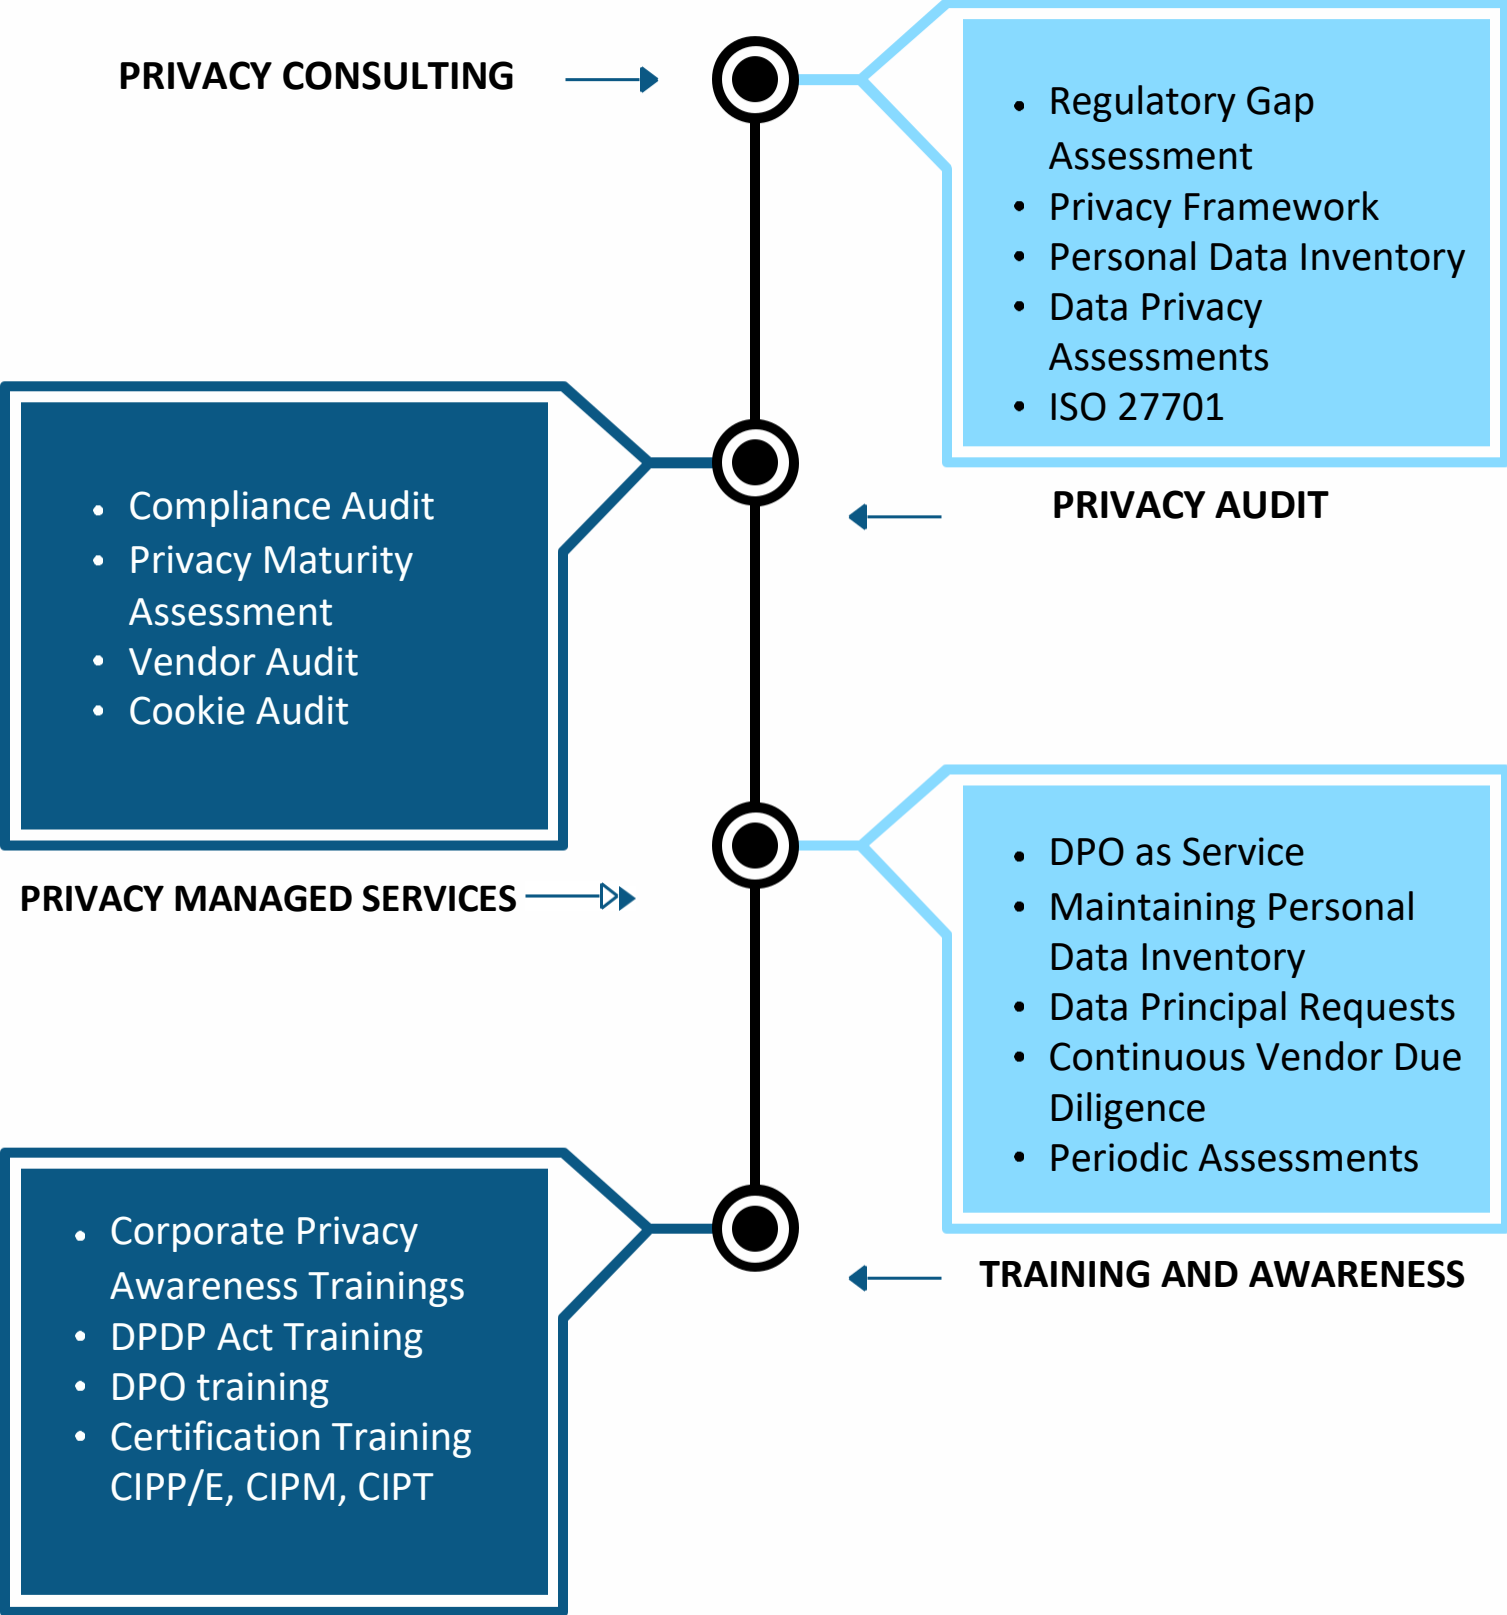 PRIVACY CONSULTING
• Regulatory Gap
Assessment
• Privacy Framework
• Personal Data Inventory
• Data Privacy
Assessments
• ISO 27701
PRIVACY AUDIT
• Compliance Audit
• Privacy Maturity
Assessment
• Vendor Audit
• Cookie Audit
PRIVACY MANAGED SERVICES
• DPO as Service
• Maintaining Personal
Data Inventory
• Data Principal Requests
• Continuous Vendor Due
Diligence
• Periodic Assessments
TRAINING AND AWARENESS
• Corporate Privacy
Awareness Trainings
• DPDP Act Training
• DPO training
• Certification Training
CIPP/E, CIPM, CIPT